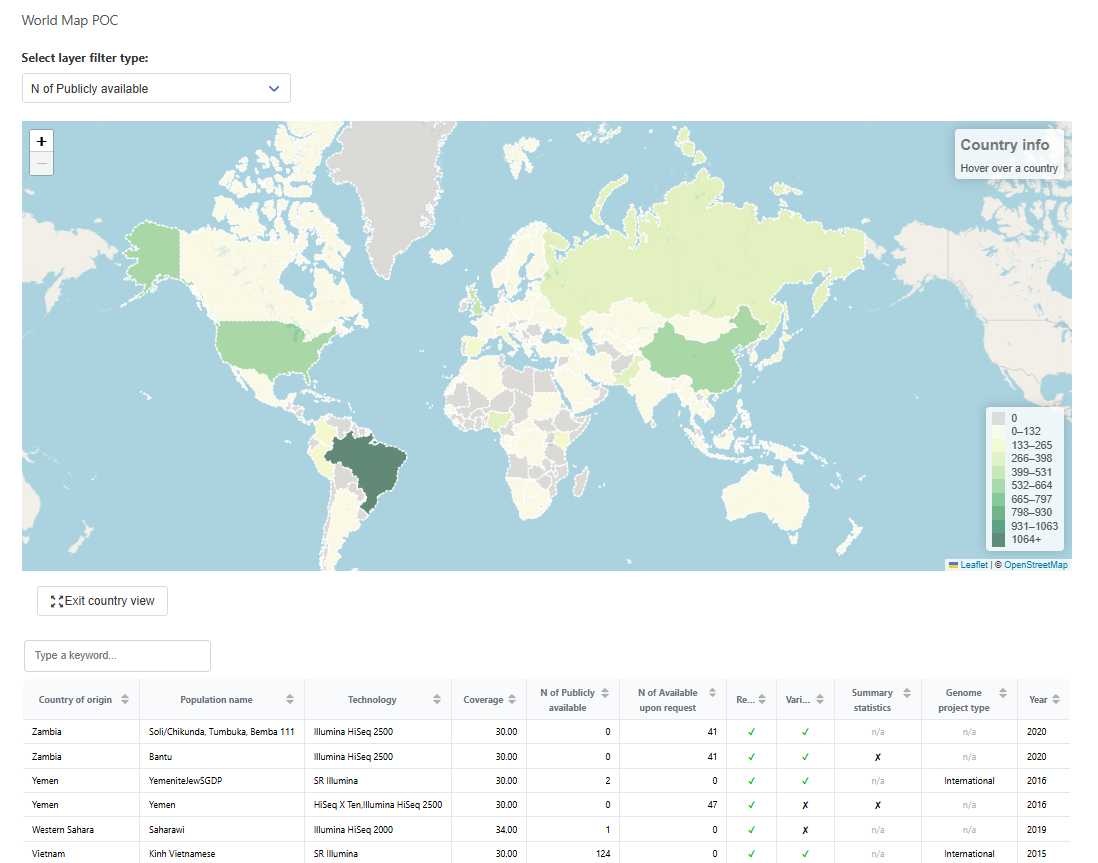 World Map POC
Select layer filter type:
N of Publicly available
+
−
Country info
Hover over a country
0
0–132
133–265
266–398
399–531
532–664
665–797
798–930
931–1063
1064+
Leaflet | © OpenStreetMap
Exit country view
Type a keyword...
Country of origin Population name Technology Coverage N of Publicly available N of Available upon request Re... Vari... Summary statistics Genome project type Year
Zambia Soli/Chikunda, Tumbuka, Bemba 111 Illumina HiSeq 2500 30.00 0 41 ✓ ✓ n/a n/a 2020
Zambia Bantu Illumina HiSeq 2500 30.00 0 41 ✓ ✓ ✗ n/a 2020
Yemen YemeniteJewSGDP SR Illumina 30.00 2 0 ✓ ✓ n/a International 2016
Yemen Yemen HiSeq X Ten,Illumina HiSeq 2500 30.00 0 47 ✓ ✗ ✗ n/a 2016
Western Sahara Saharawi Illumina HiSeq 2000 34.00 1 0 ✓ ✗ n/a n/a 2019
Vietnam Kinh Vietnamese SR Illumina 30.00 124 0 ✓ ✓ n/a International 2015